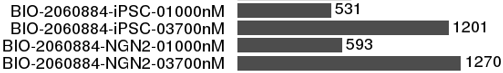 BIO-2060884-iPSC-01000nM 531
BIO-2060884-iPSC-03700nM 1201
BIO-2060884-NGN2-01000nM 593
BIO-2060884-NGN2-03700nM 1270